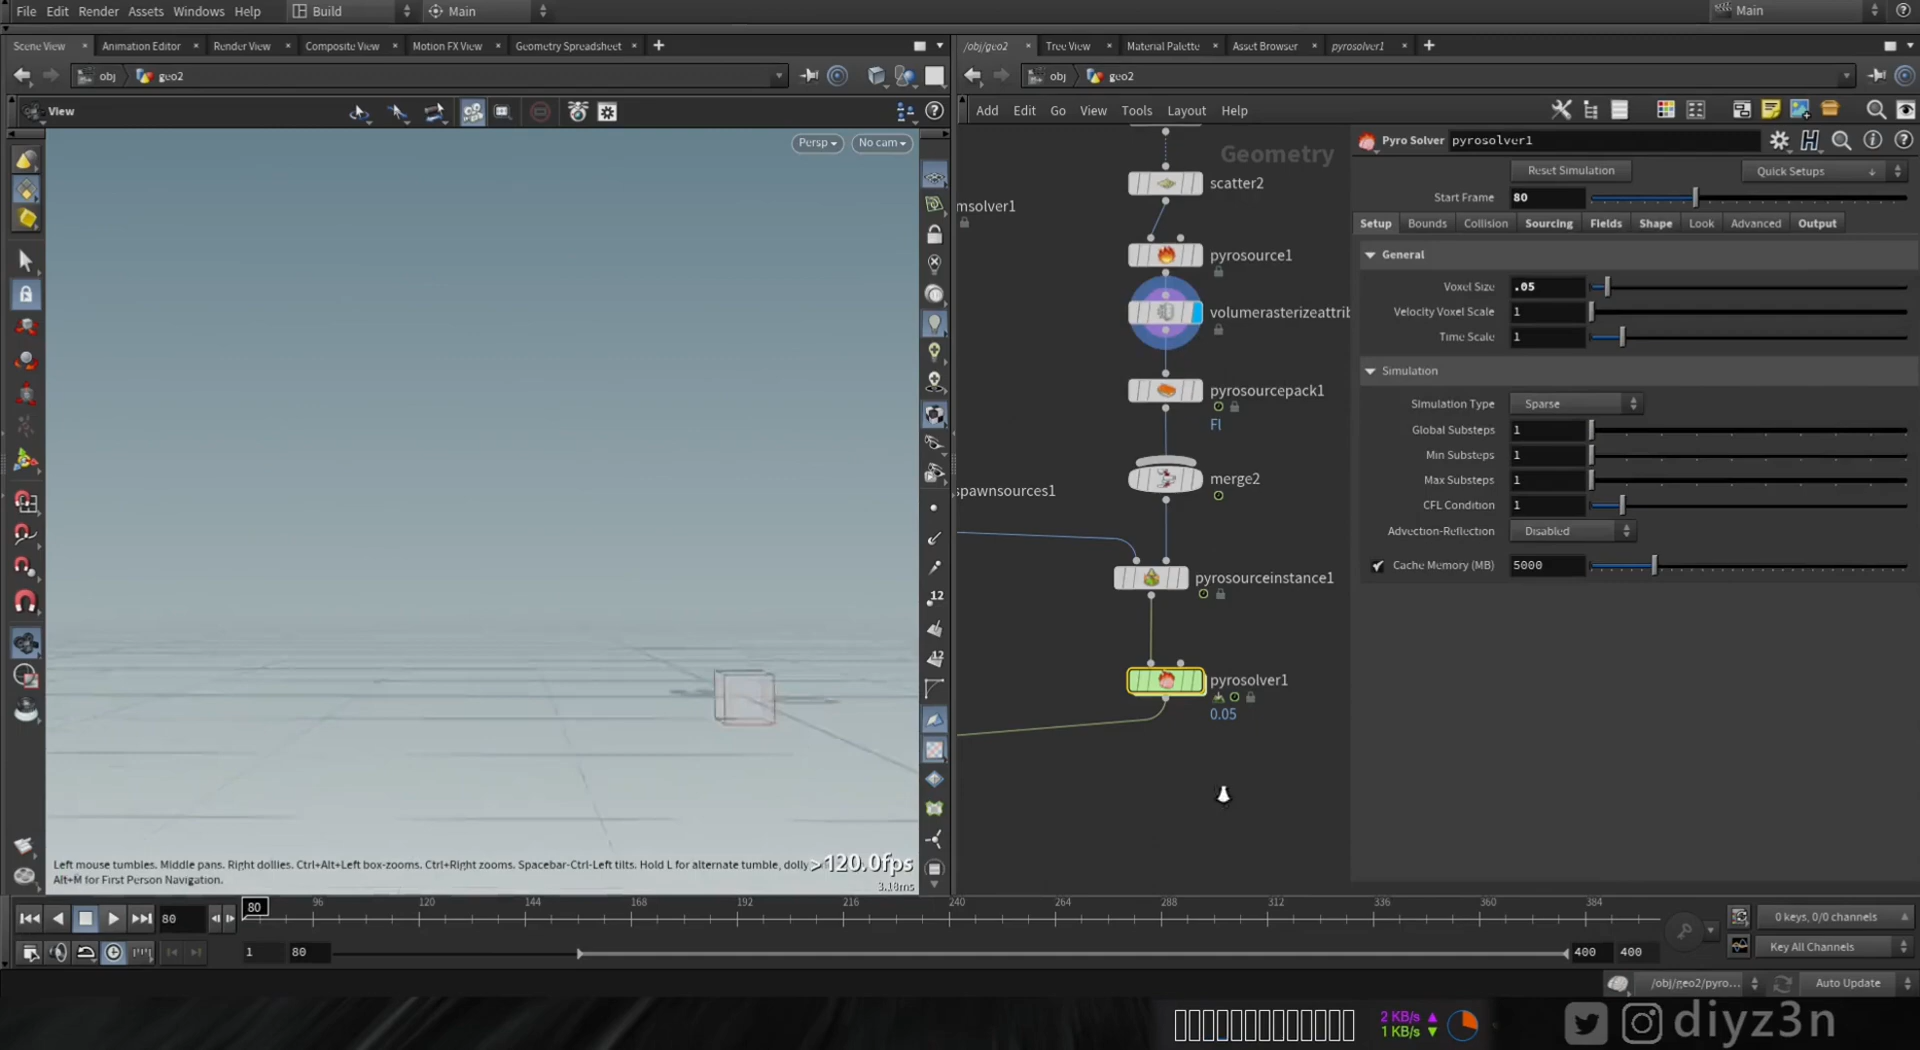 File Edit Render Assets Windows Help Build Main Main
Scene View Animation Editor Render View Composite View Motion FX View Geometry Spreadsheet
obj geo2
View
Persp No cam
Left mouse tumbles. Middle pans. Right dollies. Ctrl+Alt+Left box-zooms. Ctrl+Right zooms. Spacebar-Ctrl-Left tilts. Hold L for alternate tumble, dolly
Alt+M for First Person Navigation.
>120.0fps
3.18ms
12
12
/obj/geo2 Tree View Material Palette Asset Browser pyrosolver1
obj geo2
Add Edit Go View Tools Layout Help
Geometry
scatter2
msolver1
pyrosource1
volumerasterizeattrib
pyrosourcepack1
Fl
merge2
spawnsources1
pyrosourceinstance1
pyrosolver1
0.05
Pyro Solver pyrosolver1
Reset Simulation Quick Setups
Start Frame 80
Setup Bounds Collision Sourcing Fields Shape Look Advanced Output
General
Voxel Size .05
Velocity Voxel Scale 1
Time Scale 1
Simulation
Simulation Type Sparse
Global Substeps 1
Min Substeps 1
Max Substeps 1
CFL Condition 1
Advection-Reflection Disabled
Cache Memory (MB) 5000
80 80 96 120 144 168 192 216 240 264 288 312 336 360 384
0 keys, 0/0 channels
1 80 400 400
Key All Channels
/obj/geo2/pyro... Auto Update
2 KB/s
1 KB/s
diyz3n